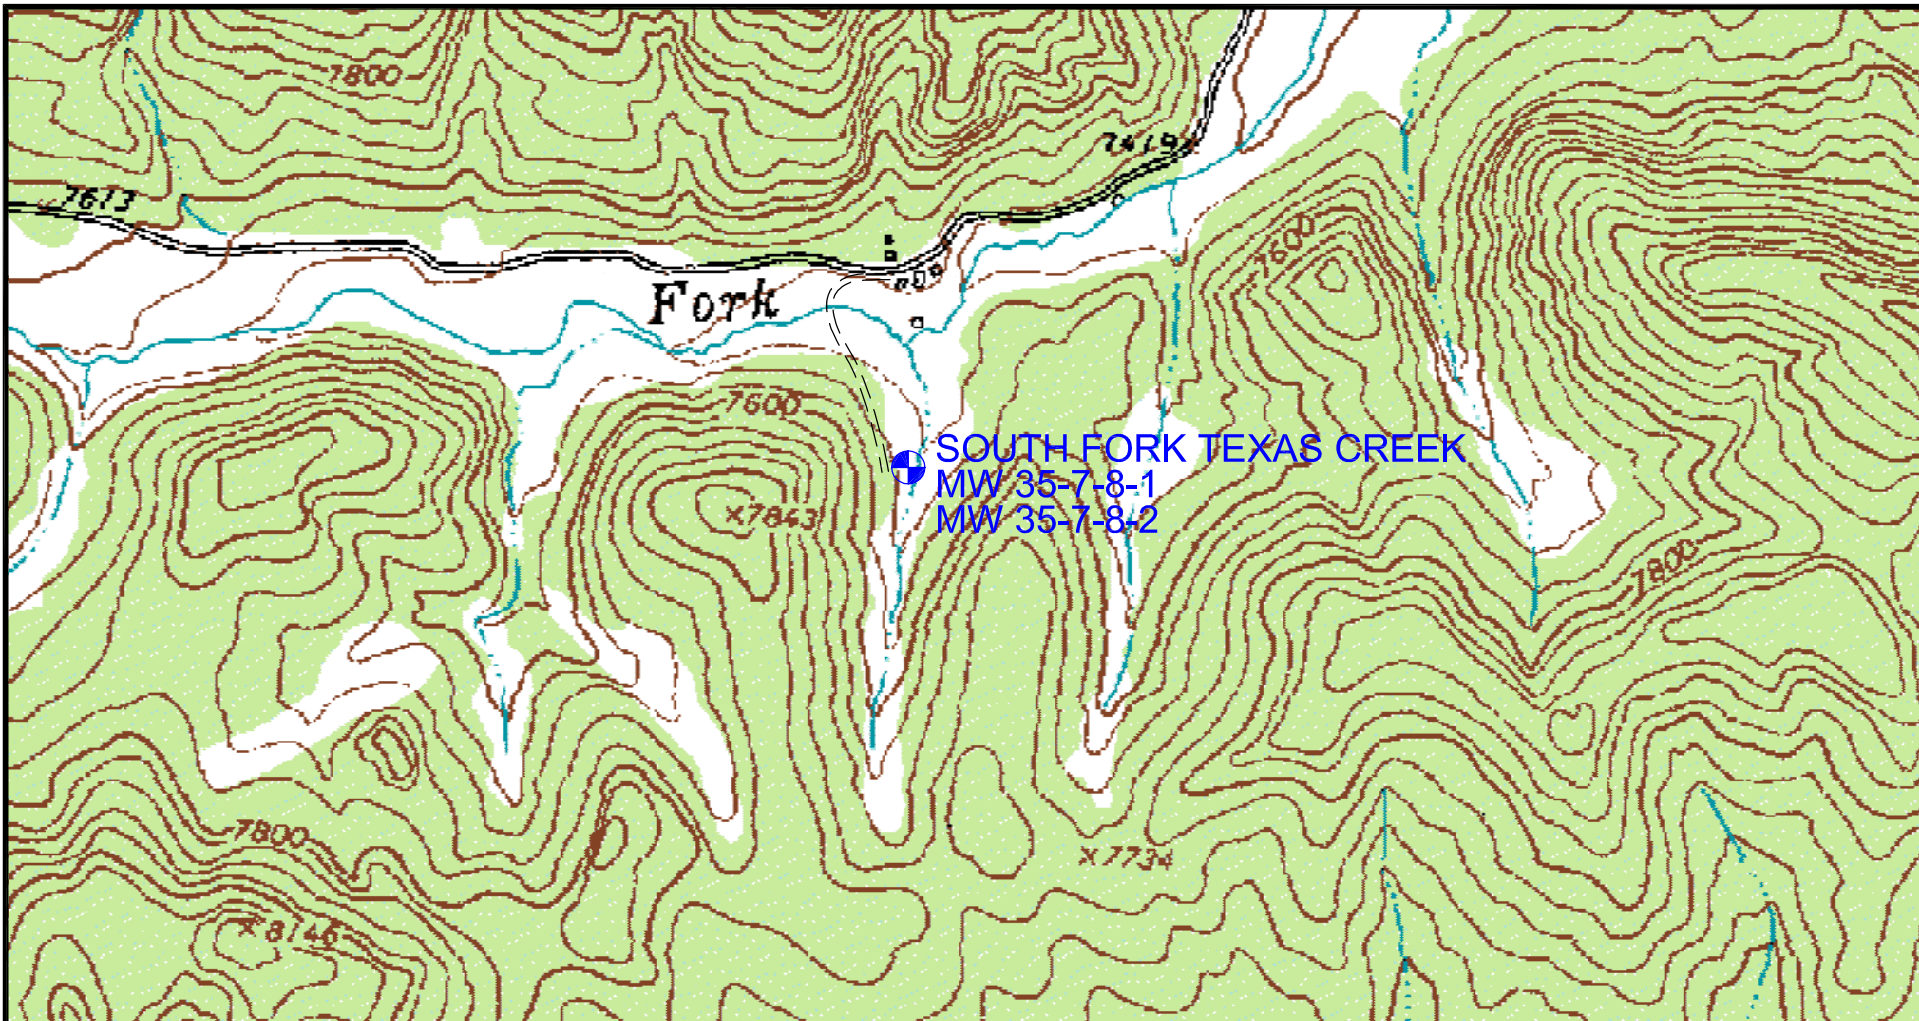 7800
7419
7613
7600
Fork
7600
SOUTH FORK TEXAS CREEK
MW 35-7-8-1
x7843
MW 35-7-8-2
7800
7800
x7734
x8146